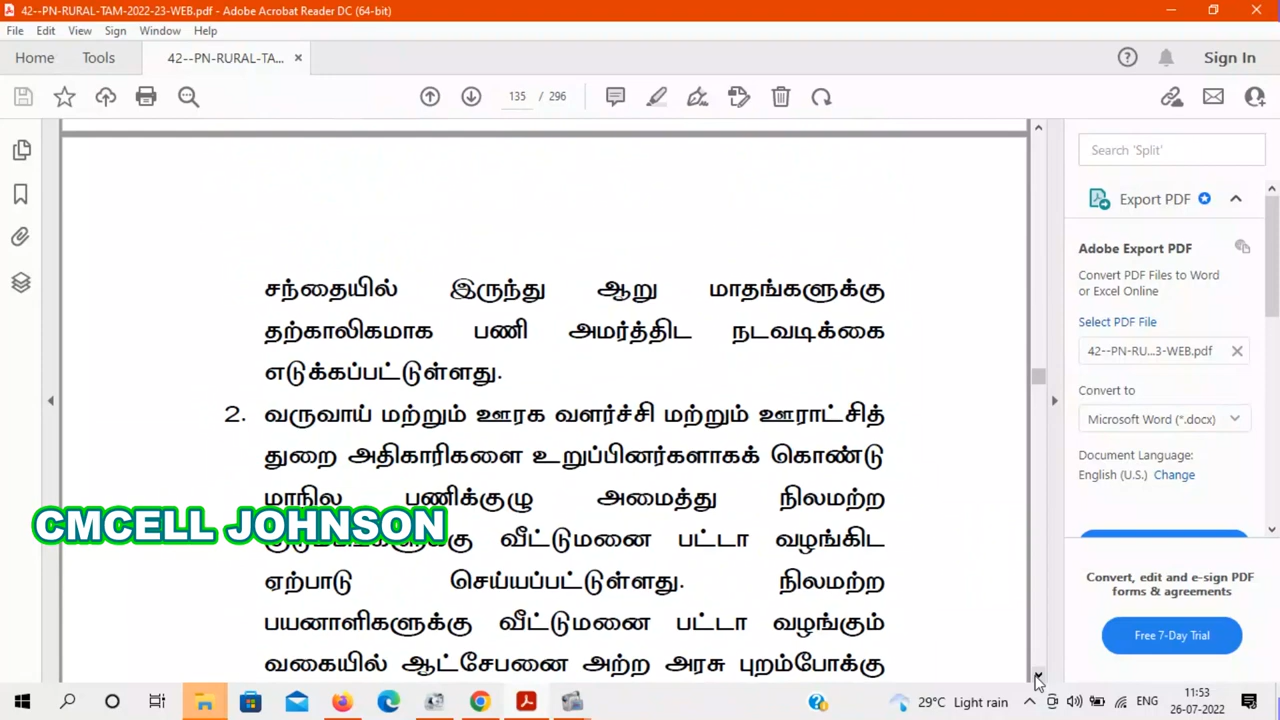 42--PN-RURAL-TAM-2022-23-WEB.pdf - Adobe Acrobat Reader DC (64-bit)
File Edit View Sign Window Help
Home Tools 42--PN-RURAL-TA... × Sign In
135 / 296
Search 'Split'
Export PDF
Adobe Export PDF
Convert PDF Files to Word
or Excel Online
Select PDF File
42--PN-RU...3-WEB.pdf
Convert to
Microsoft Word (*.docx)
Document Language:
English (U.S.) Change
Convert, edit and e-sign PDF
forms & agreements
Free 7-Day Trial
சந்தையில் இருந்து ஆறு மாதங்களுக்கு
தற்காலிகமாக பணி அமர்த்திட நடவடிக்கை
எடுக்கப்பட்டுள்ளது.
2. வருவாய் மற்றும் ஊரக வளர்ச்சி மற்றும் ஊராட்சித்
துறை அதிகாரிகளை உறுப்பினர்களாகக் கொண்டு
மாநில பணிக்குழு அமைத்து நிலமற்ற
வீட்டுமனை பட்டா வழங்கிட
ஏற்பாடு செய்யப்பட்டுள்ளது. நிலமற்ற
பயனாளிகளுக்கு வீட்டுமனை பட்டா வழங்கும்
வகையில் ஆட்சேபனை அற்ற அரசு புறம்போக்கு
CMCELL JOHNSON
29°C Light rain ENG 11:53
26-07-2022